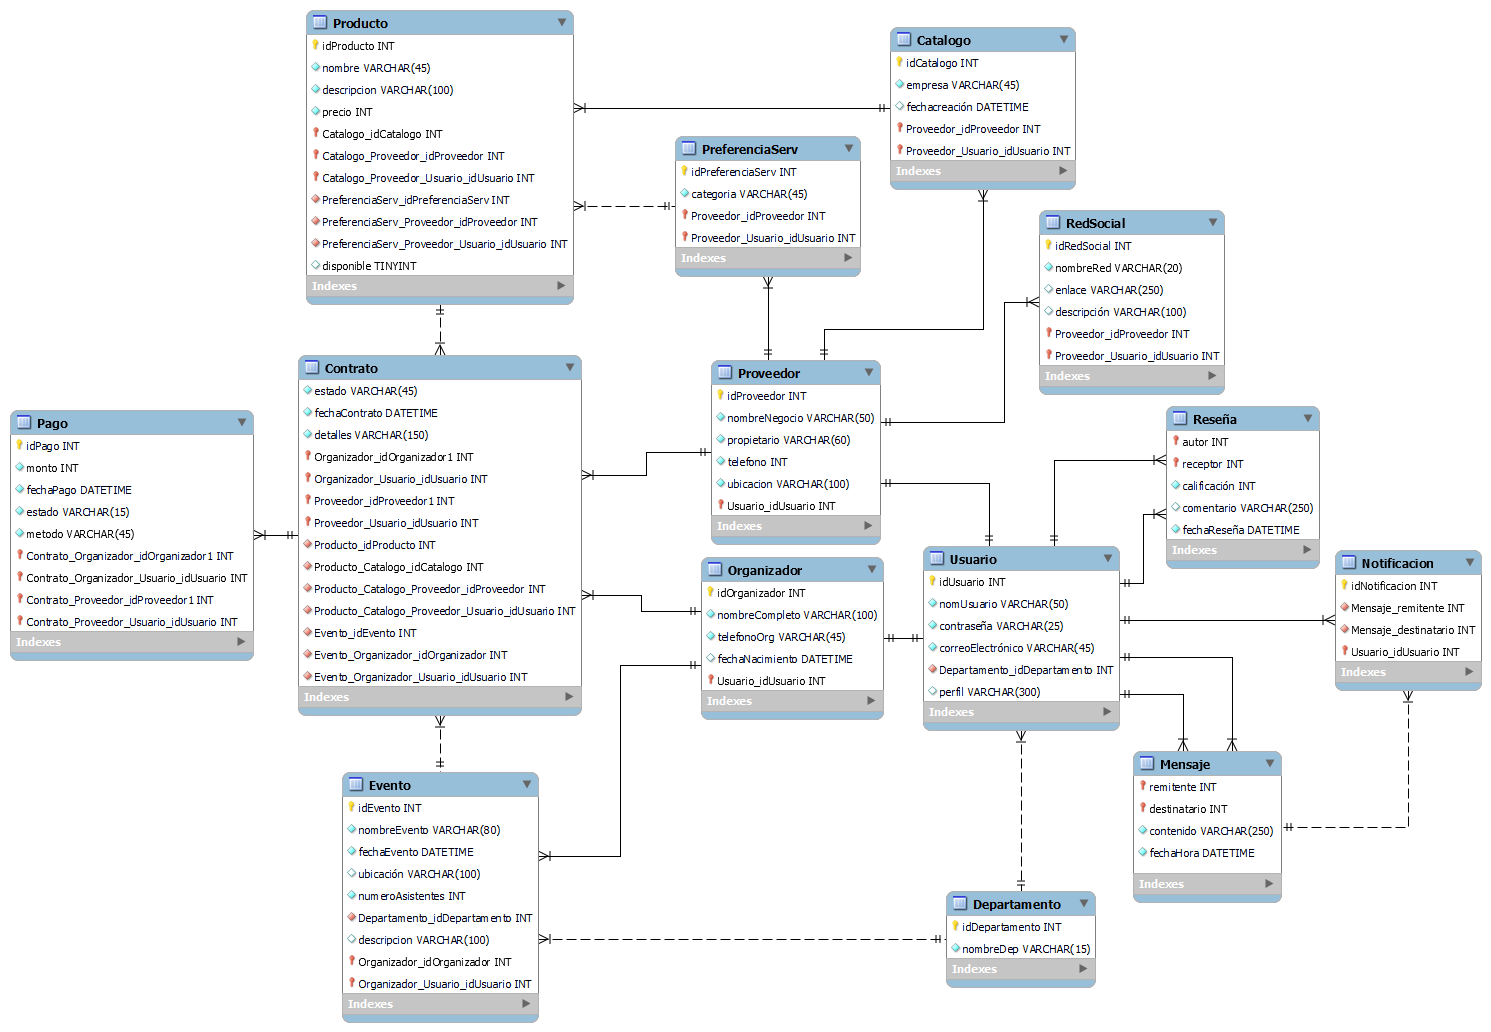 Producto
idProducto INT
nombre VARCHAR(45)
descripcion VARCHAR(100)
precio INT
Catalogo_idCatalogo INT
Catalogo_Proveedor_idProveedor INT
Catalogo_Proveedor_Usuario_idUsuario INT
PreferenciaServ_idPreferenciaServ INT
PreferenciaServ_Proveedor_idProveedor INT
PreferenciaServ_Proveedor_Usuario_idUsuario INT
disponible TINYINT
Indexes
Catalogo
idCatalogo INT
empresa VARCHAR(45)
fechacreación DATETIME
Proveedor_idProveedor INT
Proveedor_Usuario_idUsuario INT
Indexes
PreferenciaServ
idPreferenciaServ INT
categoria VARCHAR(45)
Proveedor_idProveedor INT
Proveedor_Usuario_idUsuario INT
Indexes
RedSocial
idRedSocial INT
nombreRed VARCHAR(20)
enlace VARCHAR(250)
descripción VARCHAR(100)
Proveedor_idProveedor INT
Proveedor_Usuario_idUsuario INT
Indexes
Contrato
estado VARCHAR(45)
fechaContrato DATETIME
detalles VARCHAR(150)
Organizador_idOrganizador1 INT
Organizador_Usuario_idUsuario INT
Proveedor_idProveedor1 INT
Proveedor_Usuario_idUsuario INT
Producto_idProducto INT
Producto_Catalogo_idCatalogo INT
Producto_Catalogo_Proveedor_idProveedor INT
Producto_Catalogo_Proveedor_Usuario_idUsuario INT
Evento_idEvento INT
Evento_Organizador_idOrganizador INT
Evento_Organizador_Usuario_idUsuario INT
Indexes
Proveedor
idProveedor INT
nombreNegocio VARCHAR(50)
propietario VARCHAR(60)
telefono INT
ubicacion VARCHAR(100)
Usuario_idUsuario INT
Indexes
Pago
idPago INT
monto INT
fechaPago DATETIME
estado VARCHAR(15)
metodo VARCHAR(45)
Contrato_Organizador_idOrganizador1 INT
Contrato_Organizador_Usuario_idUsuario INT
Contrato_Proveedor_idProveedor1 INT
Contrato_Proveedor_Usuario_idUsuario INT
Indexes
Reseña
autor INT
receptor INT
calificación INT
comentario VARCHAR(250)
fechaReseña DATETIME
Indexes
Organizador
idOrganizador INT
nombreCompleto VARCHAR(100)
telefonoOrg VARCHAR(45)
fechaNacimiento DATETIME
Usuario_idUsuario INT
Indexes
Usuario
idUsuario INT
nomUsuario VARCHAR(50)
contraseña VARCHAR(25)
correoElectrónico VARCHAR(45)
Departamento_idDepartamento INT
perfil VARCHAR(300)
Indexes
Notificacion
idNotificacion INT
Mensaje_remitente INT
Mensaje_destinatario INT
Usuario_idUsuario INT
Indexes
Mensaje
remitente INT
destinatario INT
contenido VARCHAR(250)
fechaHora DATETIME
Indexes
Evento
idEvento INT
nombreEvento VARCHAR(80)
fechaEvento DATETIME
ubicación VARCHAR(100)
numeroAsistentes INT
Departamento_idDepartamento INT
descripcion VARCHAR(100)
Organizador_idOrganizador INT
Organizador_Usuario_idUsuario INT
Indexes
Departamento
idDepartamento INT
nombreDep VARCHAR(15)
Indexes